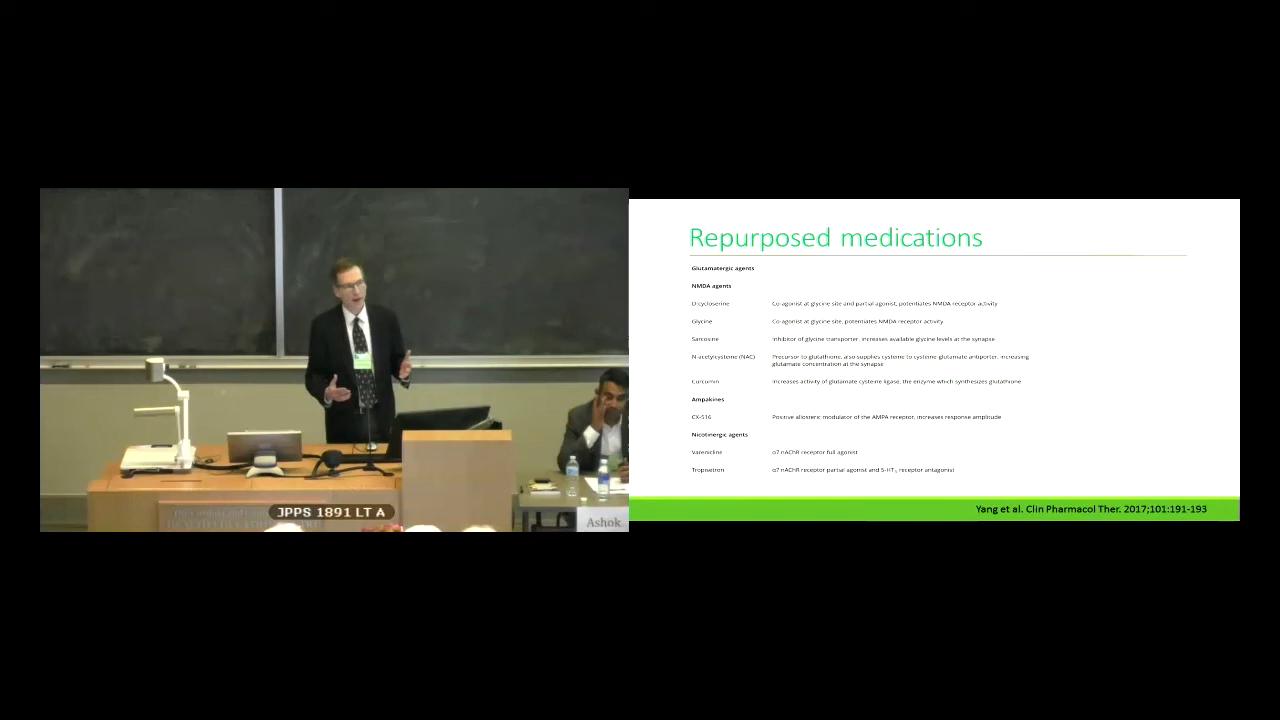 JPPS 1891 LT A
Ashok
Repurposed medications
Glutamatergic agents
NMDA agents
D-cycloserine Co-agonist at glycine site and partial agonist, potentiates NMDA receptor activity
Glycine Co-agonist at glycine site, potentiates NMDA receptor activity
Sarcosine Inhibitor of glycine transporter, increases available glycine levels at the synapse
N-acetylcysteine (NAC) Precursor to glutathione, also supplies cysteine to cysteine-glutamate antiporter, increasing
glutamate concentration at the synapse
Curcumin Increases activity of glutamate cysteine ligase, the enzyme which synthesizes glutathione
Ampakines
CX-516 Positive allosteric modulator of the AMPA receptor, increases response amplitude
Nicotinergic agents
Varenicline α7 nAChR receptor full agonist
Tropisetron α7 nAChR receptor partial agonist and 5-HT₃ receptor antagonist
Yang et al. Clin Pharmacol Ther. 2017;101:191-193